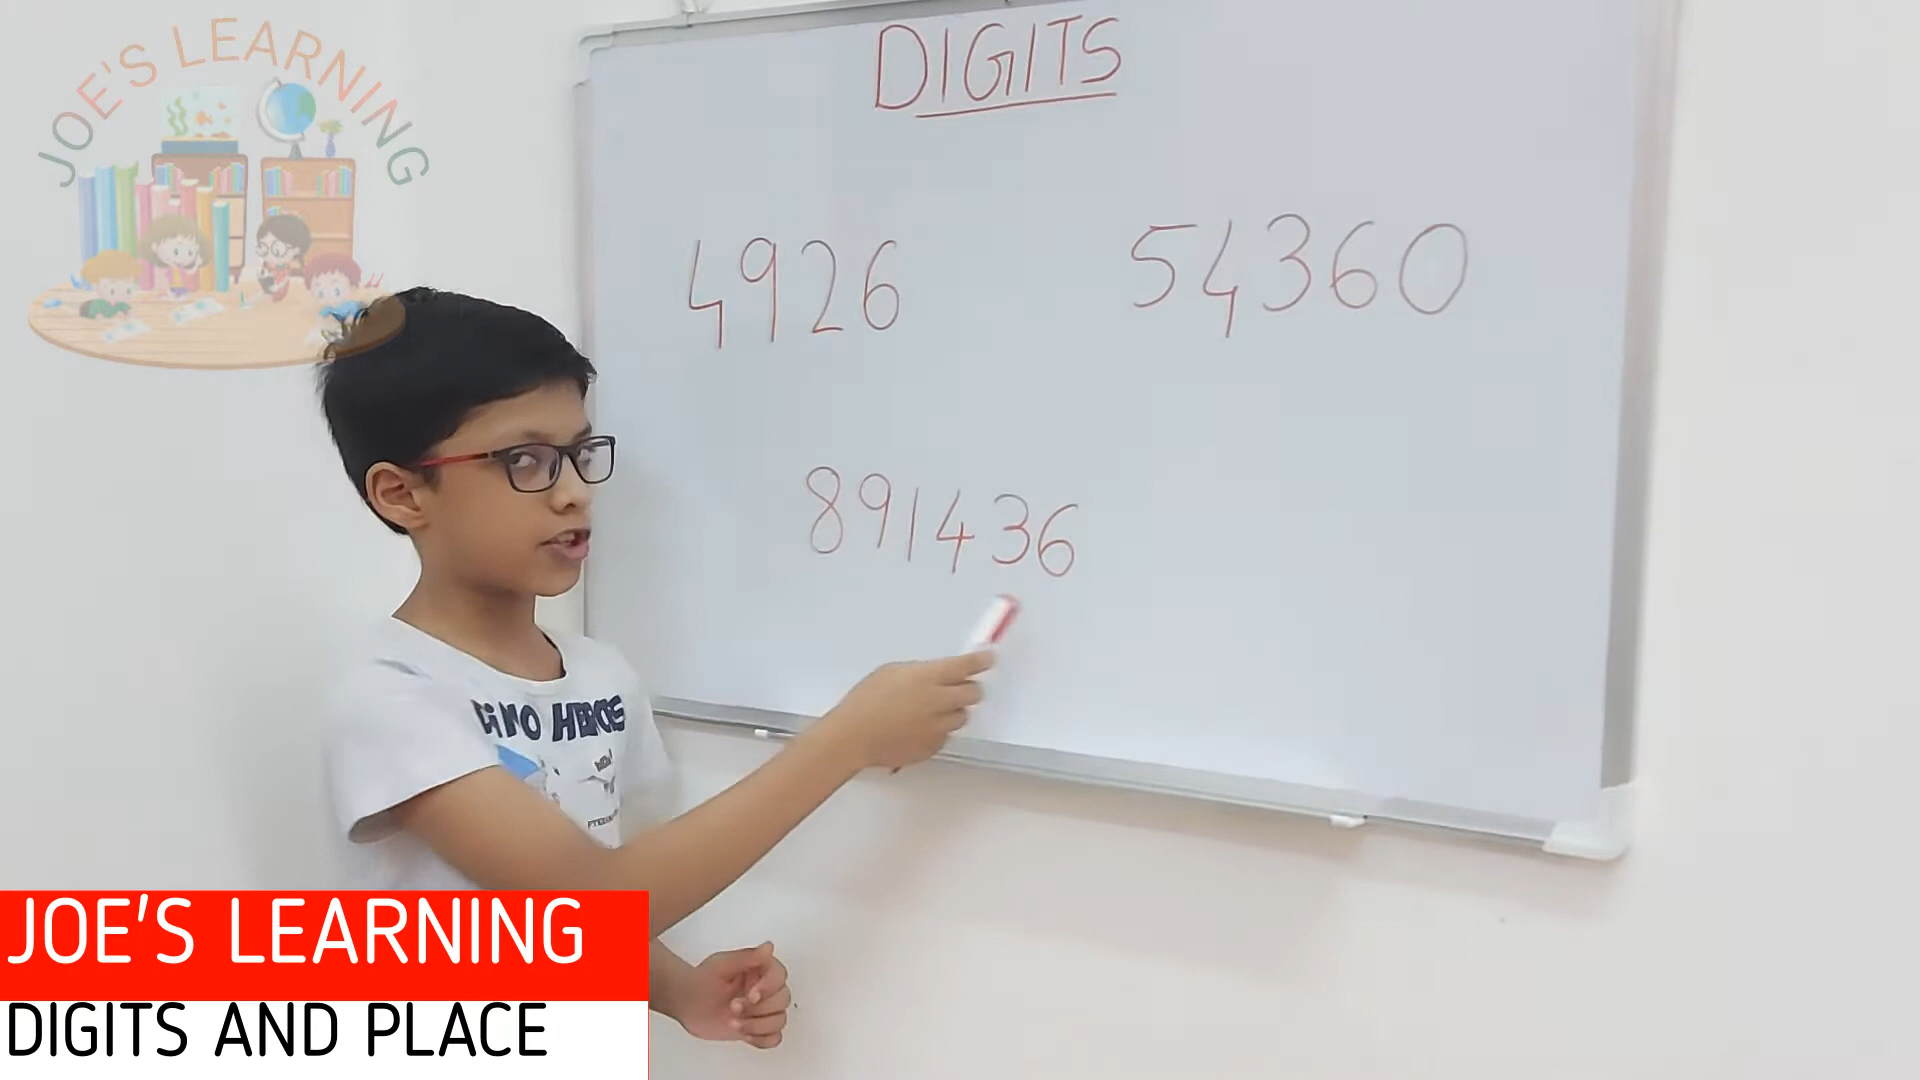 JOE'S LEARNING
DIGITS
4926
54360
891436
DiNO HEROES
JOE'S LEARNING
DIGITS AND PLACE